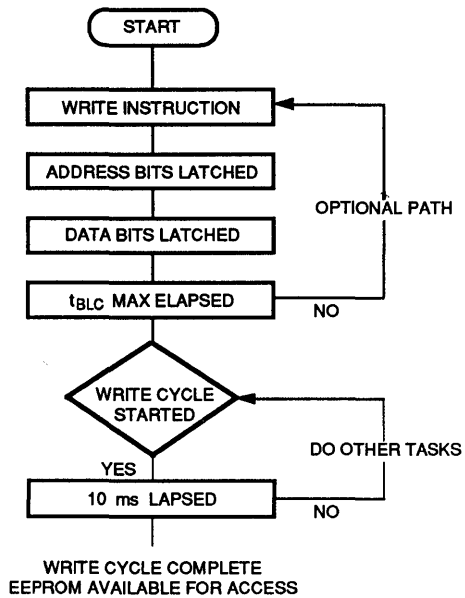 START
WRITE INSTRUCTION
ADDRESS BITS LATCHED
OPTIONAL PATH
DATA BITS LATCHED
tBLC MAX ELAPSED
NO
WRITE CYCLE
STARTED
DO OTHER TASKS
YES
10 ms LAPSED
NO
WRITE CYCLE COMPLETE
EEPROM AVAILABLE FOR ACCESS